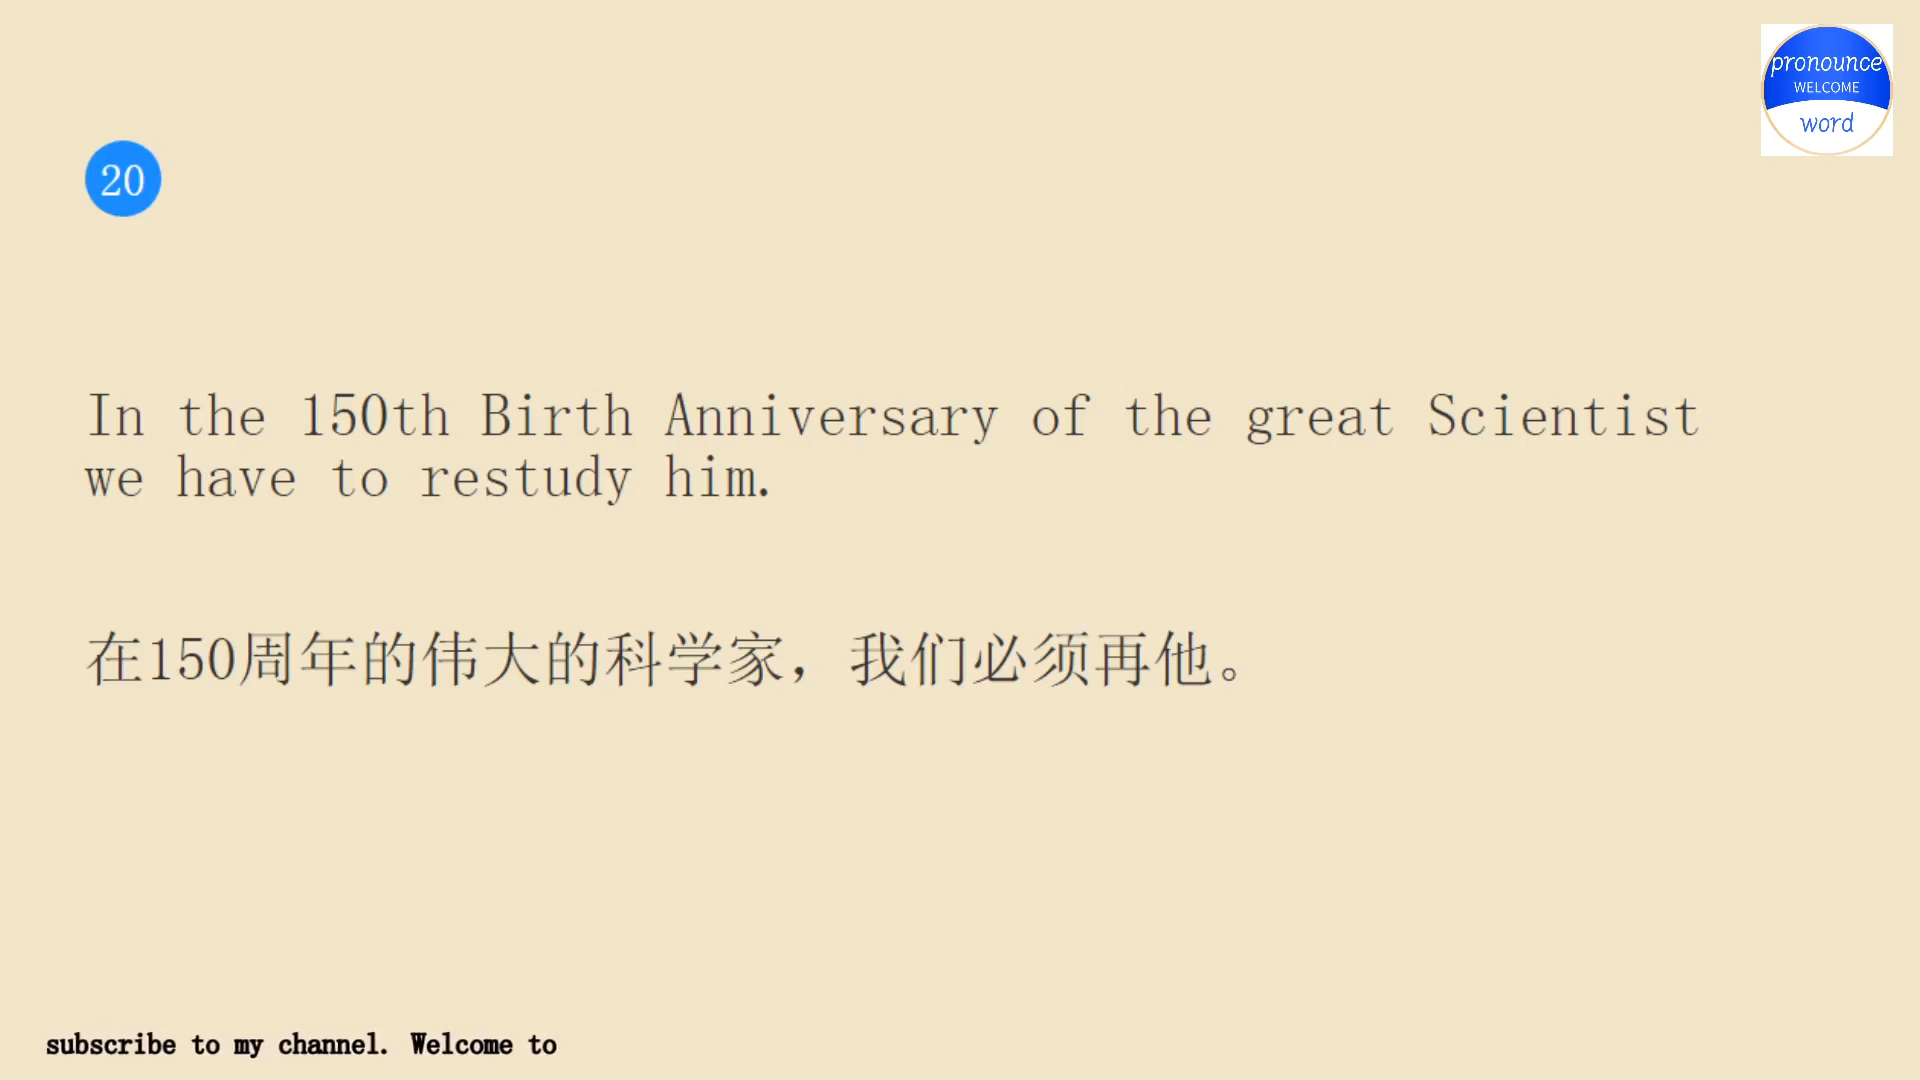 pronounce
WELCOME
word
20
In the 150th Birth Anniversary of the great Scientist
we have to restudy him.
在150周年的伟大的科学家，我们必须再他。
subscribe to my channel. Welcome to